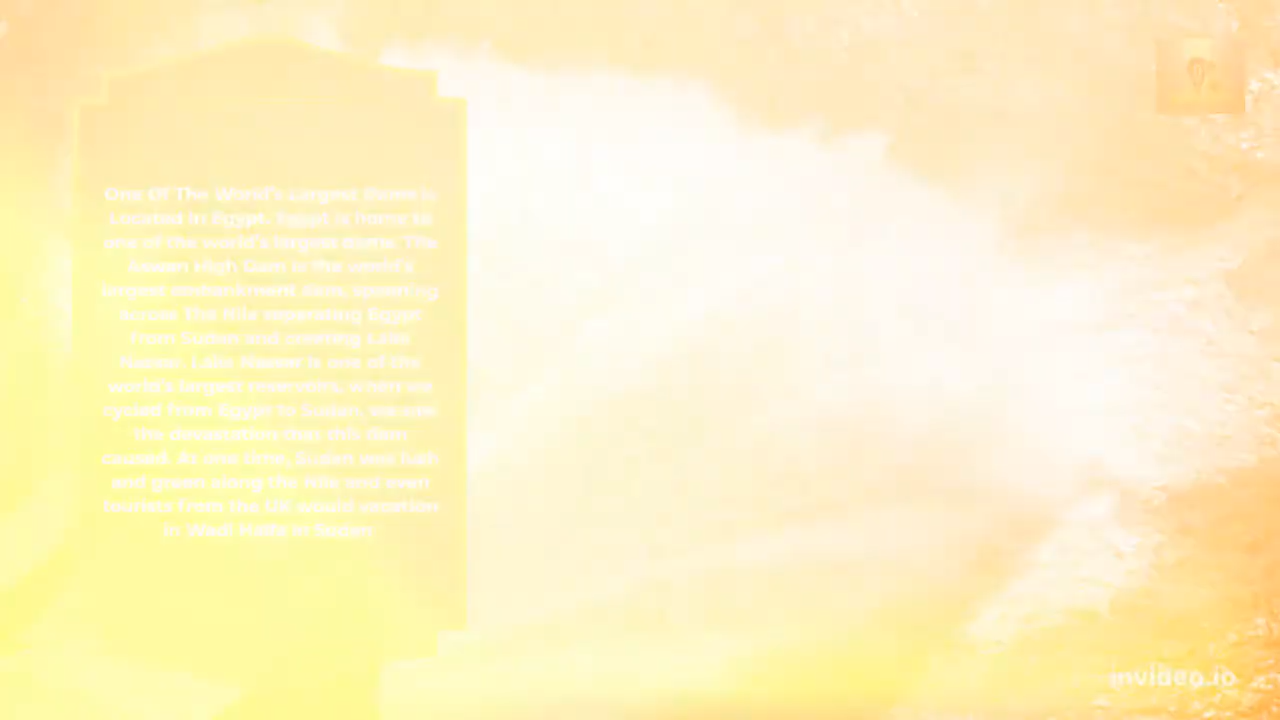 One Of The World's Largest Dams is
Located in Egypt. Egypt is home to
one of the world's largest dams. The
Aswan High Dam is the world's
largest embankment dam, spanning
across The Nile separating Egypt
from Sudan and creating Lake
Nasser. Lake Nasser is one of the
world's largest reservoirs, when we
cycled from Egypt to Sudan, we saw
the devastation that this dam
caused. At one time, Sudan was lush
and green along the Nile and even
tourists from the UK would vacation
in Wadi Halfa in Sudan
invideo.io